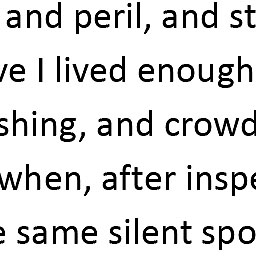 and peril, and st
ve I lived enough
shing, and crowd
when, after inspe
e same silent spo